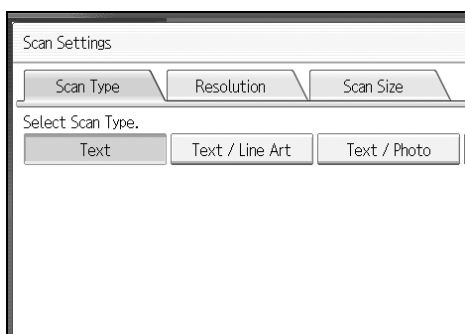 Scan Settings
Scan Type Resolution Scan Size
Select Scan Type.
Text Text / Line Art Text / Photo